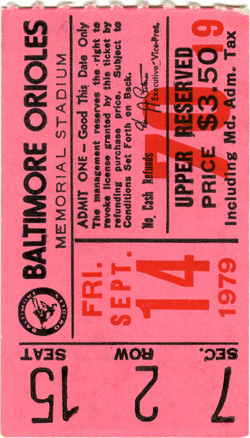 BALTIMORE ORIOLES
MEMORIAL STADIUM
ADMIT ONE — Good This Date Only
The management reserves the right to
revoke license granted by this ticket by
refunding purchase price. Subject to
Conditions Set Forth on Back.
Executive-Vice-Pres.
No Cash Refunds
UPPER RESERVED
PRICE $3.50
Including Md. Adm. Tax
FRI.
SEPT.
14
1979
SEC.
ROW
SEAT
7
2
15